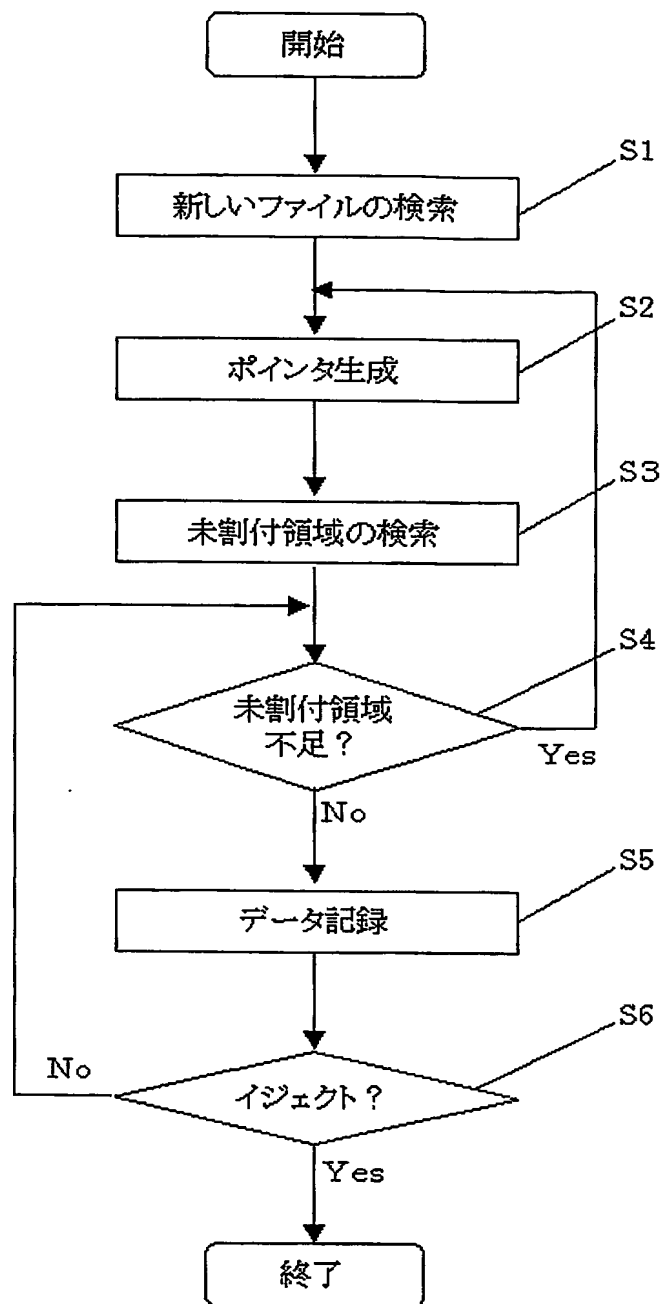 開始
S1
新しいファイルの検索
S2
ポインタ生成
S3
未割付領域の検索
S4
未割付領域
不足？
Yes
No
S5
データ記録
S6
No
イジェクト？
Yes
終了